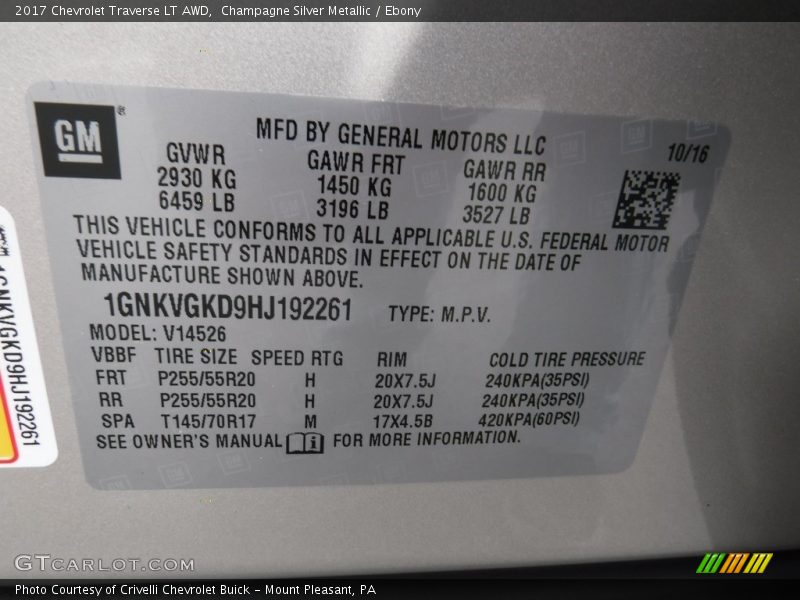 2017 Chevrolet Traverse LT AWD, Champagne Silver Metallic / Ebony
GM
®
MFD BY GENERAL MOTORS LLC
10/16
GVWR GAWR FRT GAWR RR
2930 KG 1450 KG 1600 KG
6459 LB 3196 LB 3527 LB
THIS VEHICLE CONFORMS TO ALL APPLICABLE U.S. FEDERAL MOTOR
VEHICLE SAFETY STANDARDS IN EFFECT ON THE DATE OF
MANUFACTURE SHOWN ABOVE.
1GNKVGKD9HJ192261 TYPE: M.P.V.
MODEL: V14526
VBBF TIRE SIZE SPEED RTG RIM COLD TIRE PRESSURE
FRT P255/55R20 H 20X7.5J 240KPA(35PSI)
RR P255/55R20 H 20X7.5J 240KPA(35PSI)
SPA T145/70R17 M 17X4.5B 420KPA(60PSI)
SEE OWNER'S MANUAL i FOR MORE INFORMATION.
1GNKVGKD9HJ192261
GTCARLOT.COM
Photo Courtesy of Crivelli Chevrolet Buick – Mount Pleasant, PA